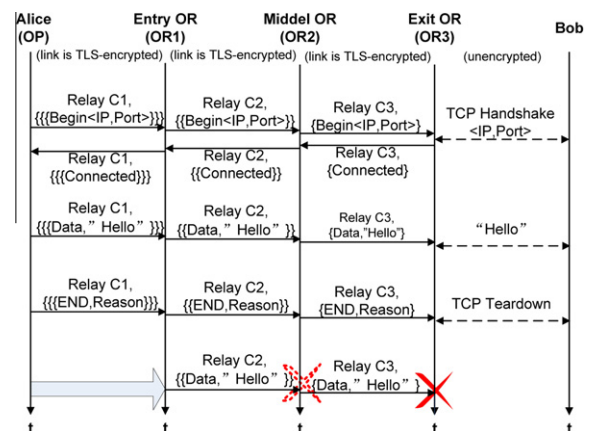 Alice
(OP)
Entry OR
(OR1)
Middel OR
(OR2)
Exit OR
(OR3)
Bob
(link is TLS-encrypted)
(link is TLS-encrypted)
(link is TLS-encrypted)
(unencrypted)
Relay C1,
{{{Begin<IP,Port>}}}
Relay C2,
{{Begin<IP,Port>}}
Relay C3,
{Begin<IP,Port>}
TCP Handshake
<IP,Port>
Relay C1,
{{{Connected}}}
Relay C2,
{{Connected}}
Relay C3,
{Connected}
Relay C1,
{{{Data,” Hello”}}}
Relay C2,
{{Data,” Hello” }}
Relay C3,
{Data,"Hello"}
“Hello”
Relay C1,
{{{END,Reason}}}
Relay C2,
{{END,Reason}}
Relay C3,
{END,Reason}
TCP Teardown
Relay C2,
{{Data,” Hello” }}
Relay C3,
{Data,” Hello” }
t
t
t
t
t